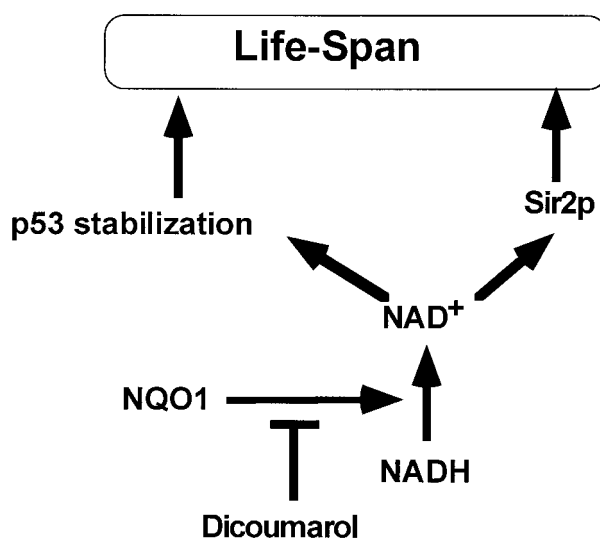 Life-Span
p53 stabilization
Sir2p
NAD+
NQO1
NADH
Dicoumarol